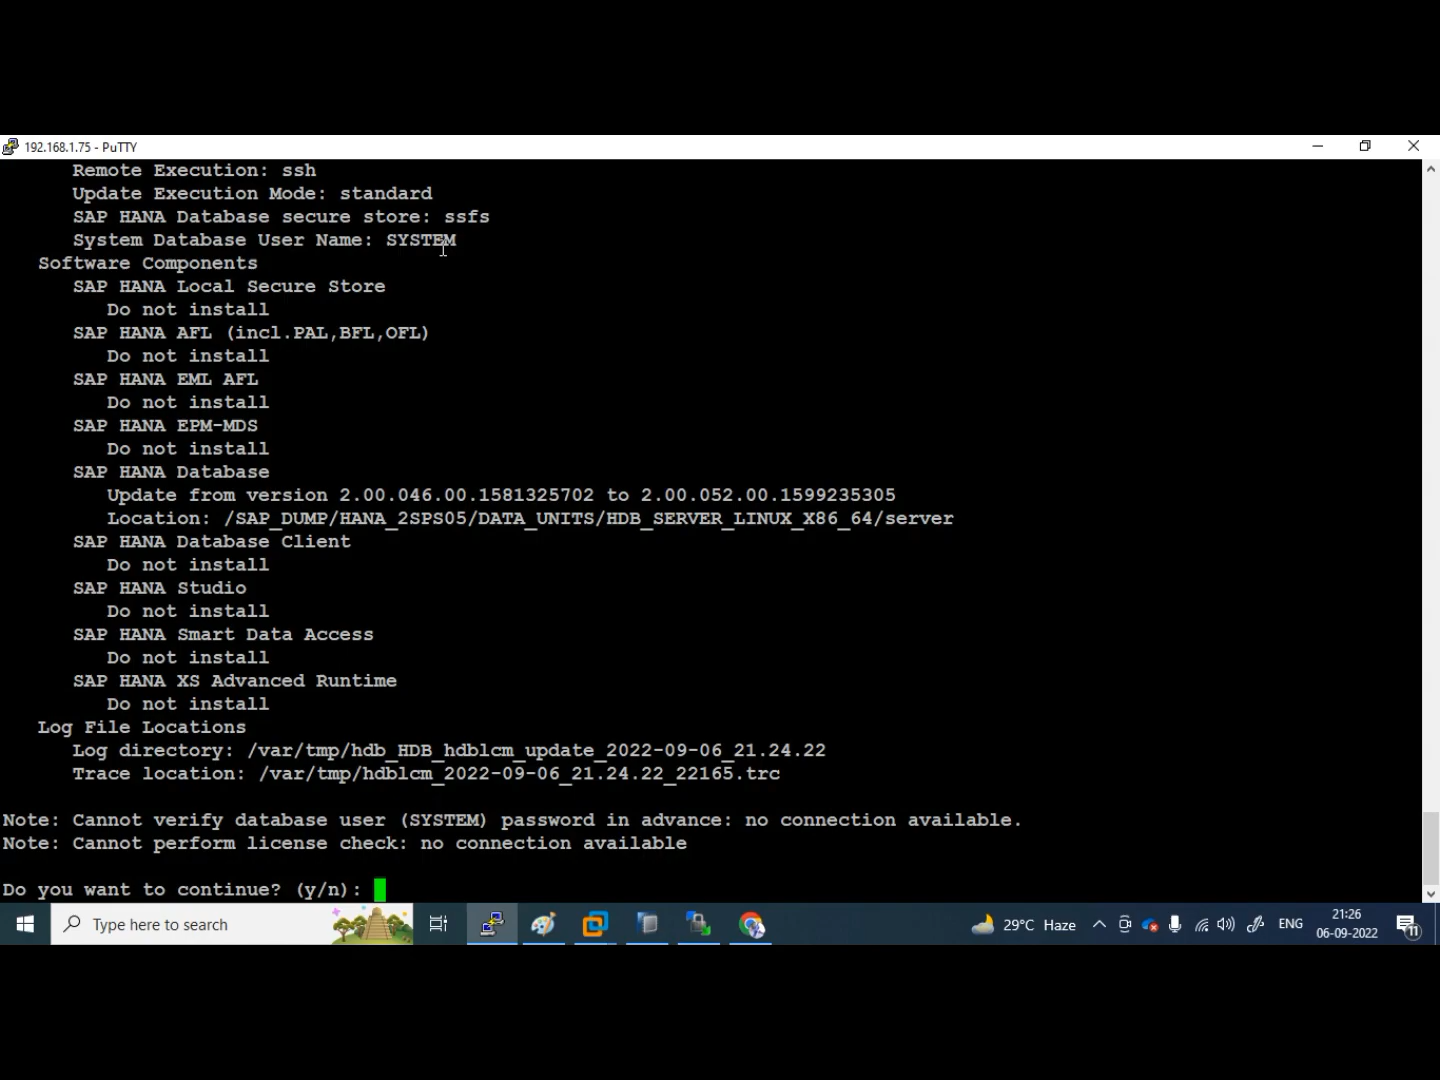 192.168.1.75 - PuTTY
Remote Execution: ssh
Update Execution Mode: standard
SAP HANA Database secure store: ssfs
System Database User Name: SYSTEM
Software Components
SAP HANA Local Secure Store
Do not install
SAP HANA AFL (incl.PAL,BFL,OFL)
Do not install
SAP HANA EML AFL
Do not install
SAP HANA EPM-MDS
Do not install
SAP HANA Database
Update from version 2.00.046.00.1581325702 to 2.00.052.00.1599235305
Location: /SAP_DUMP/HANA_2SPS05/DATA_UNITS/HDB_SERVER_LINUX_X86_64/server
SAP HANA Database Client
Do not install
SAP HANA Studio
Do not install
SAP HANA Smart Data Access
Do not install
SAP HANA XS Advanced Runtime
Do not install
Log File Locations
Log directory: /var/tmp/hdb_HDB_hdblcm_update_2022-09-06_21.24.22
Trace location: /var/tmp/hdblcm_2022-09-06_21.24.22_22165.trc
Note: Cannot verify database user (SYSTEM) password in advance: no connection available.
Note: Cannot perform license check: no connection available
Do you want to continue? (y/n):
Type here to search
29°C Haze
ENG
21:26
06-09-2022
11